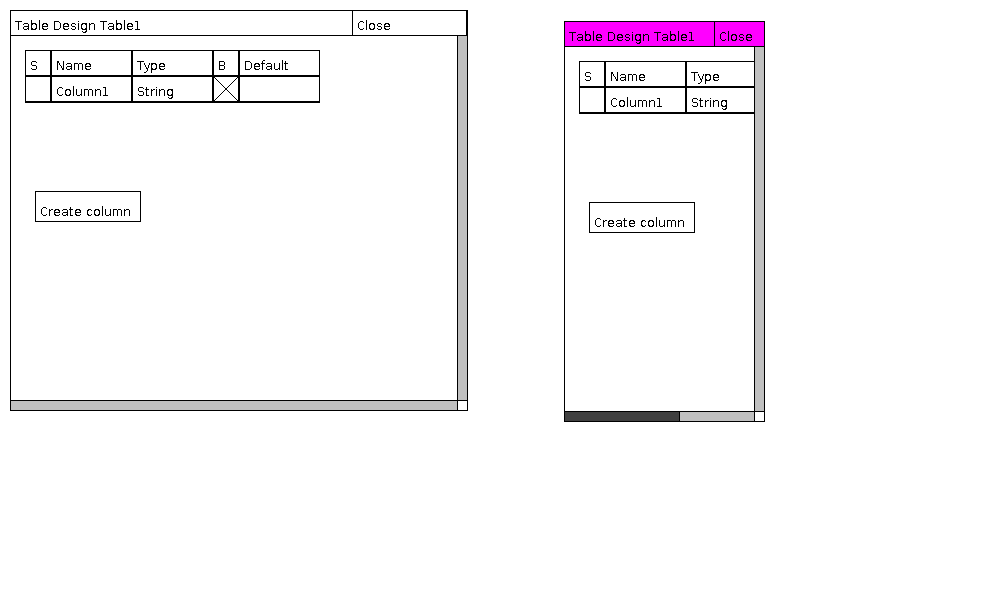 Table Design Table1 Close
S Name Type B Default
Column1 String
Create column
Table Design Table1 Close
S Name Type
Column1 String
Create column